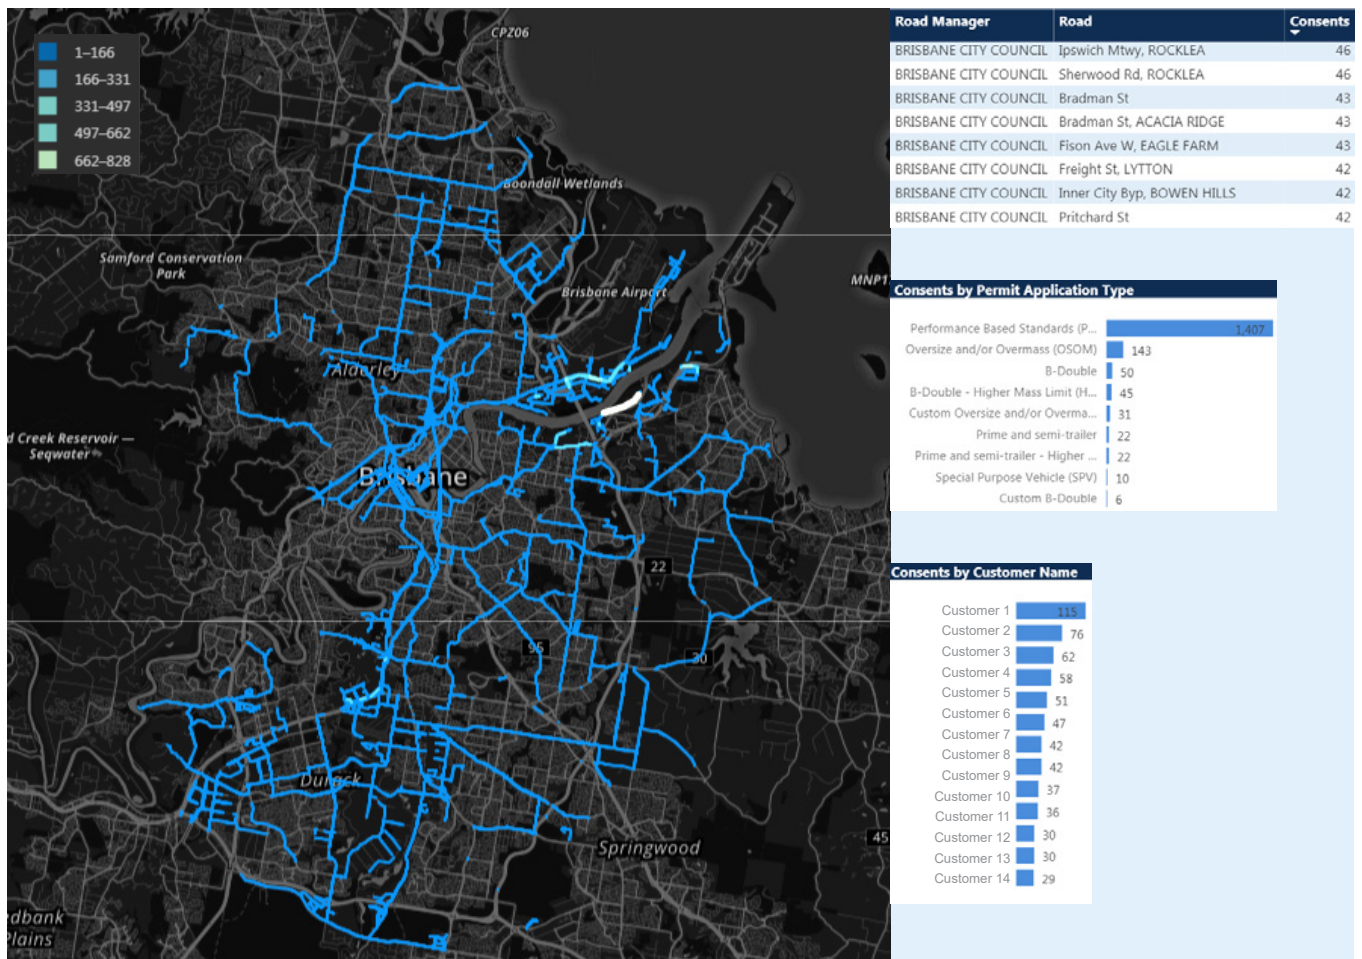 CPZ06
1–166
166–331
331–497
497–662
662–828
Boondall Wetlands
Samford Conservation
Park
Brisbane Airport
MNP1
Alderley
d Creek Reservoir —
Seqwater
Brisbane
22
95
30
Durack
45
Springwood
edbank
Plains
Road Manager Road Consents
BRISBANE CITY COUNCIL Ipswich Mtwy, ROCKLEA 46
BRISBANE CITY COUNCIL Sherwood Rd, ROCKLEA 46
BRISBANE CITY COUNCIL Bradman St 43
BRISBANE CITY COUNCIL Bradman St, ACACIA RIDGE 43
BRISBANE CITY COUNCIL Fison Ave W, EAGLE FARM 43
BRISBANE CITY COUNCIL Freight St, LYTTON 42
BRISBANE CITY COUNCIL Inner City Byp, BOWEN HILLS 42
BRISBANE CITY COUNCIL Pritchard St 42
Consents by Permit Application Type
Performance Based Standards (P... 1,407
Oversize and/or Overmass (OSOM) 143
B-Double 50
B-Double - Higher Mass Limit (H... 45
Custom Oversize and/or Overma... 31
Prime and semi-trailer 22
Prime and semi-trailer - Higher ... 22
Special Purpose Vehicle (SPV) 10
Custom B-Double 6
Consents by Customer Name
Customer 1 115
Customer 2 76
Customer 3 62
Customer 4 58
Customer 5 51
Customer 6 47
Customer 7 42
Customer 8 42
Customer 9 37
Customer 10 36
Customer 11 30
Customer 12 30
Customer 13 29
Customer 14